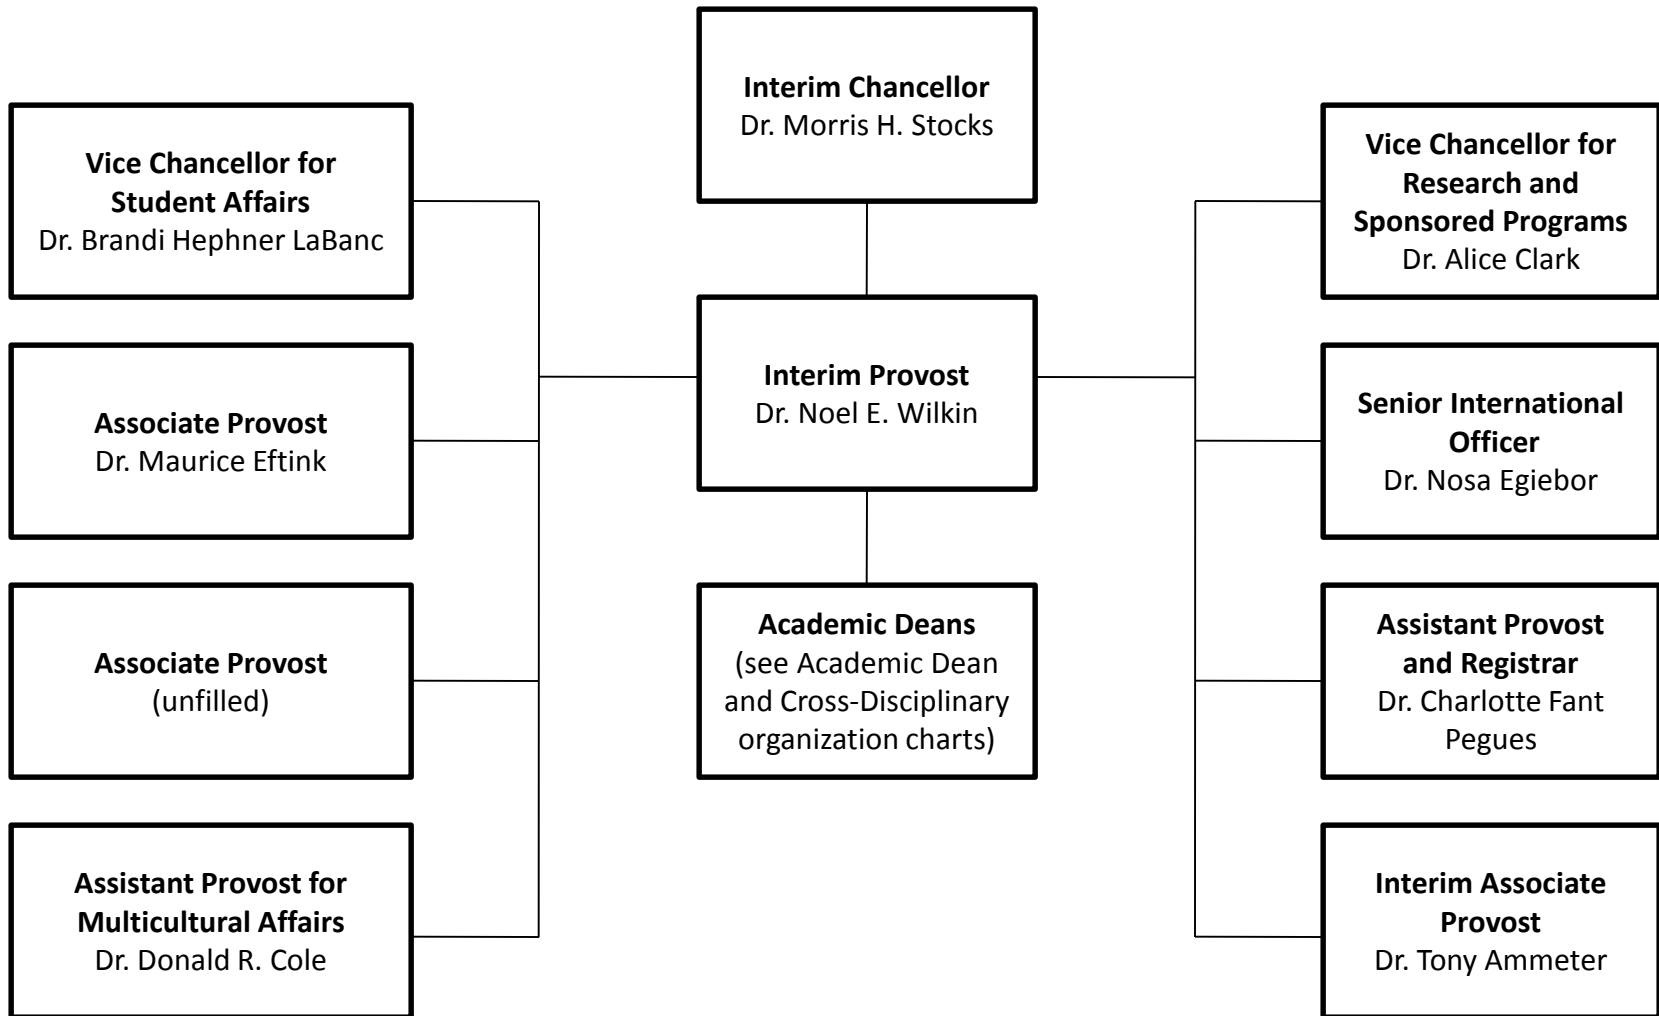 Interim Chancellor
Dr. Morris H. Stocks
Vice Chancellor for
Student Affairs
Dr. Brandi Hephner LaBanc
Vice Chancellor for
Research and
Sponsored Programs
Dr. Alice Clark
Interim Provost
Dr. Noel E. Wilkin
Associate Provost
Dr. Maurice Eftink
Senior International
Officer
Dr. Nosa Egiebor
Associate Provost
(unfilled)
Academic Deans
(see Academic Dean
and Cross-Disciplinary
organization charts)
Assistant Provost
and Registrar
Dr. Charlotte Fant
Pegues
Assistant Provost for
Multicultural Affairs
Dr. Donald R. Cole
Interim Associate
Provost
Dr. Tony Ammeter